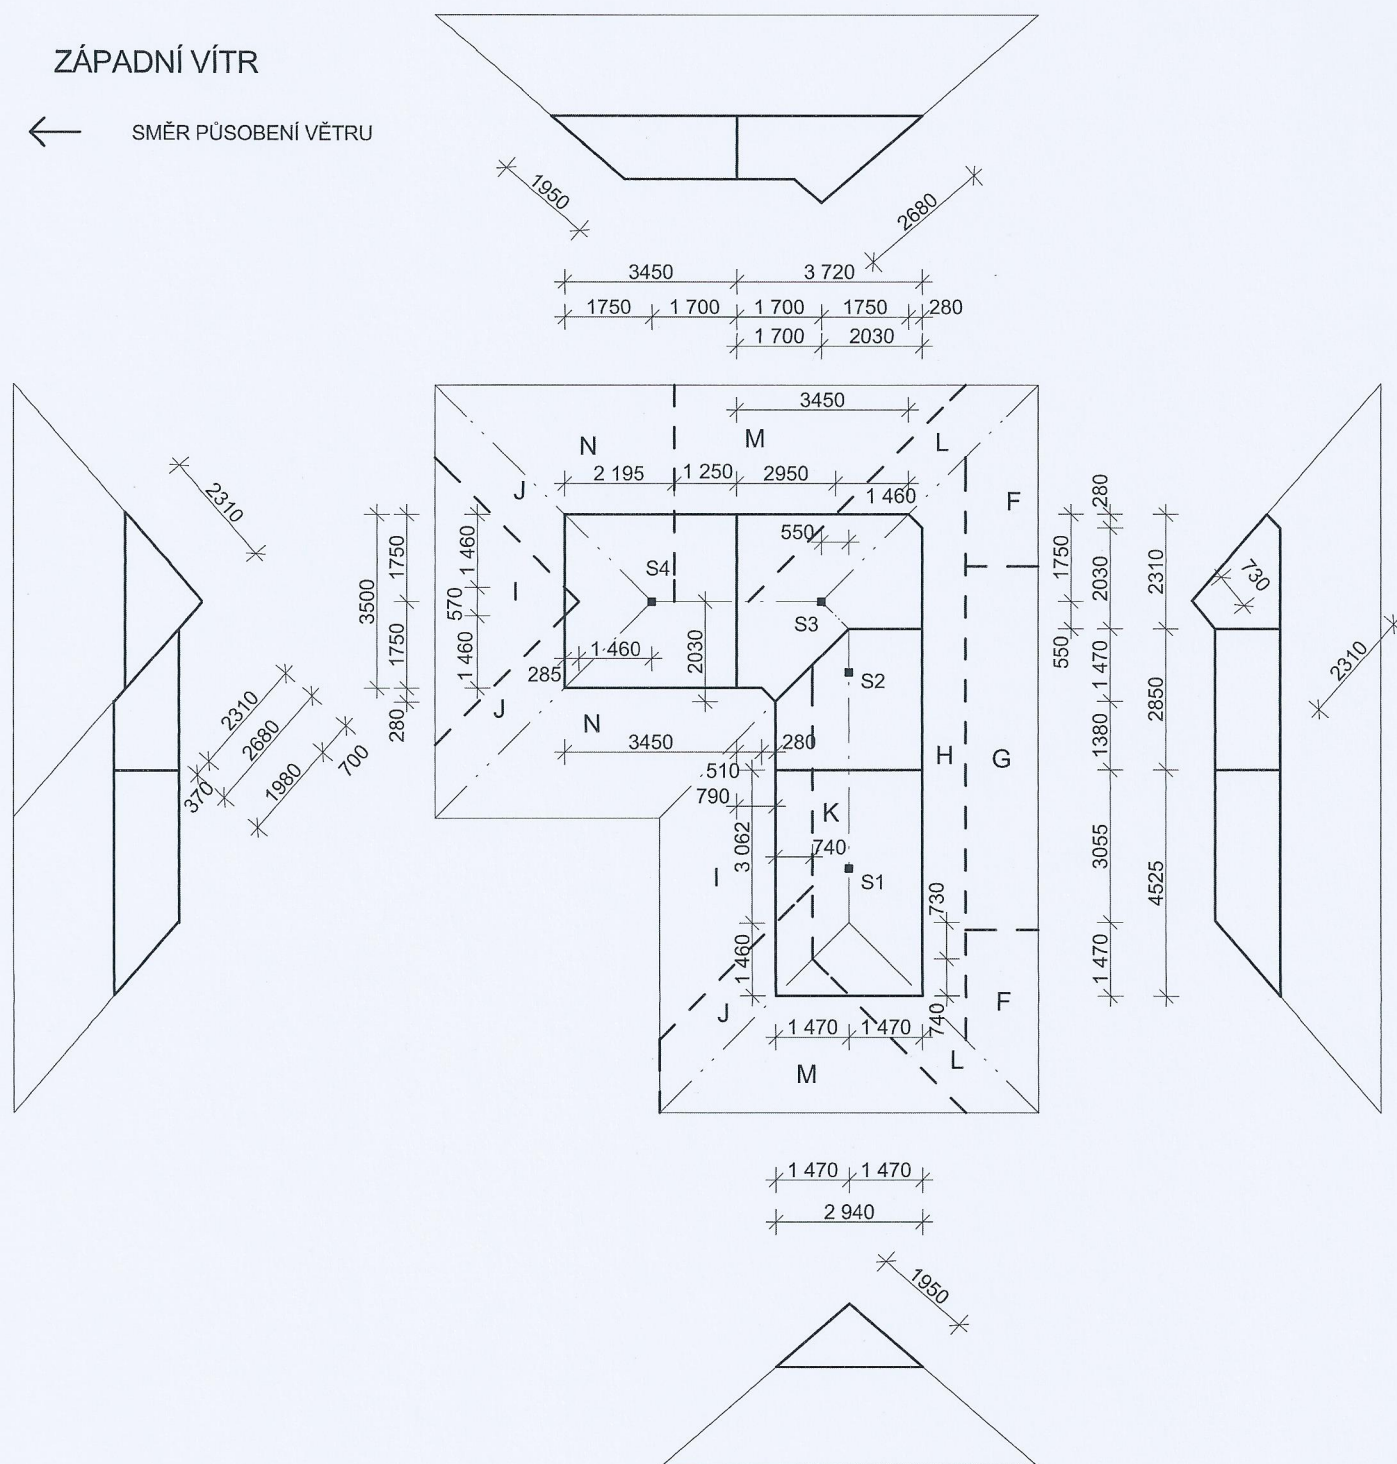 ZÁPADNÍ VÍTR
SMĚR PŮSOBENÍ VĚTRU
1950
2680
3450 3 720
1750 1 700 1 700 1750 280
1 700 2030
3450
N M L
2 195 1 250 2950
1 460
J F
2310
280
1750 2030 2310
730
3500 1750 1 460
550
S4
I 570
S3
1750 1 460
1 460 2030
285
550 1 470
S2
2850
2310
J N
280
3450 280
510
H G
1380
2310
2680
1980 700
370
790
K
740
3 062
S1
I
3055 4525
730
1 460
1 470
J
F
740
1 470 1 470
L
M
1 470 1 470
2 940
1950